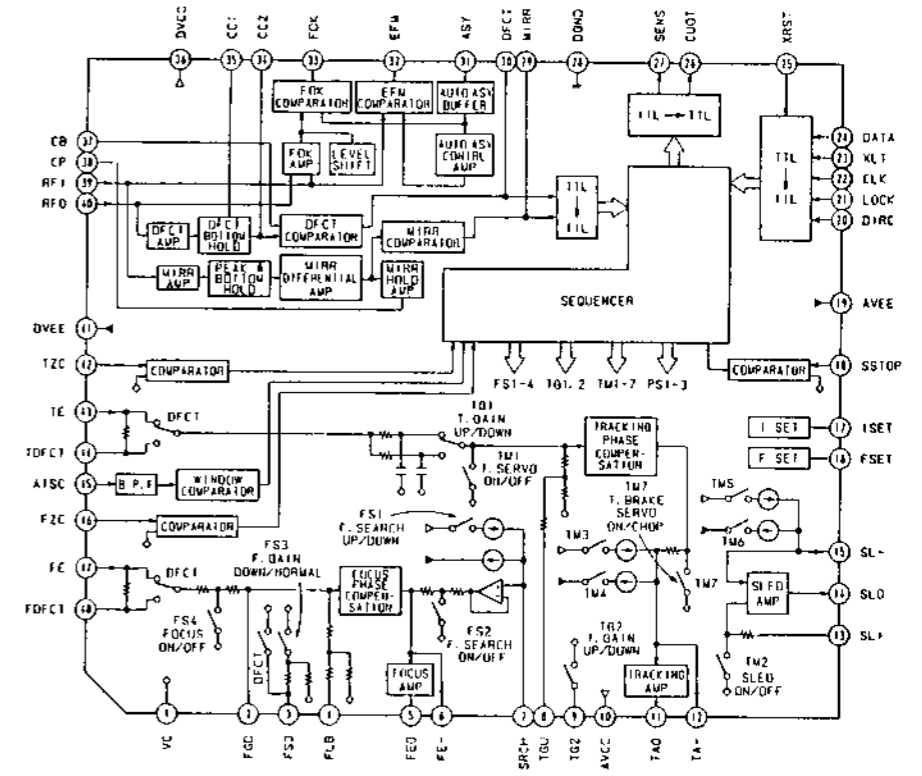 DVCC CC1 CC2 FOK EFM ASY DFCT MIRR DGND SENS COUT XRST
36 35 34 33 32 31 30 29 28 27 26 25
FOK COMPARATOR
EFM COMPARATOR
AUTO ASY BUFFER
TTL
TTL
CB 37
CP 38
RFI 39
RFO 40
FOK AMP
LEVEL SHIFT
AUTO ASY CONTRL AMP
TTL
24 DATA
23 XLT
22 CLK
21 LOCK
20 DIRC
DFCT AMP
DFCT BOTTOM HOLD
DFCT COMPARATOR
MIRR COMPARATOR
TTL
MIRR AMP
PEAK & BOTTOM HOLD
MIRR DIFFERENTIAL AMP
MIRR HOLD AMP
SEQUENCER
19 AVEE
DVEE 41
TZC 42
COMPARATOR
FS1-4 TG1,2 TM1-7 PS1-3
COMPARATOR
18 SSTOP
TE 43
DFCT
TDFCT 44
TG1
T. GAIN
UP/DOWN
TM1
T. SERVO
ON/OFF
TRACKING PHASE COMPENSATION
I SET
17 ISET
F SET
16 FSET
ATSC 45
B.P.F
WINDOW COMPARATOR
FZC 46
COMPARATOR
FS1
F. SEARCH
UP/DOWN
TM7
T. BRAKE
SERVO
ON/CHOP
TM3
TM4
TM7
TM5
TM6
15 SL-
FE 47
DFCT
FDFCT 48
FS3
F. GAIN
DOWN/NORMAL
FOCUS PHASE COMPENSATION
FS4
FOCUS
ON/OFF
DFCT
FS2
F. SEARCH
ON/OFF
TG2
T. GAIN
UP/DOWN
SLED AMP
14 SLO
13 SL+
TM2
SLED
ON/OFF
FOCUS AMP
TRACKING AMP
2 3 5 6 7 8 9 10 11 12
VC FGD FLB FEO FE- SRCH TGU TG2 AVCC TAO TA-